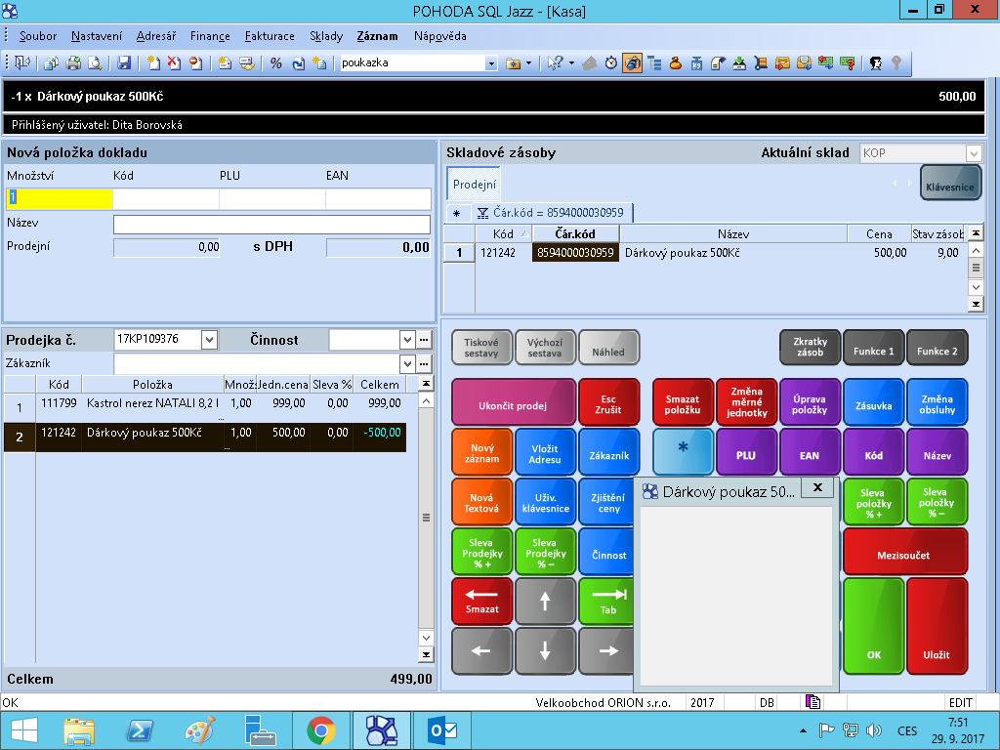 POHODA SQL Jazz - [Kasa]
Soubor Nastavení Adresář Finance Fakturace Sklady Záznam Nápověda
% poukazka
-1 x Dárkový poukaz 500Kč 500,00
Přihlášený uživatel: Dita Borovská
Nová položka dokladu
Množství Kód PLU EAN
1
Název
Prodejní 0,00 s DPH 0,00
Skladové zásoby Aktuální sklad KOP
Prodejní Klávesnice
* Čár.kód = 8594000030959
Kód Čár.kód Název Cena Stav zásob
1 121242 8594000030959 Dárkový poukaz 500Kč 500,00 9,00
Prodejka č. 17KP109376 Činnost
Zákazník
Kód Položka Množ: Jedn.cena Sleva % Celkem
1 111799 Kastrol nerez NATALI 8,2 l 1,00 999,00 0,00 999,00
2 121242 Dárkový poukaz 500Kč 1,00 500,00 0,00 -500,00
Celkem 499,00
Tiskové sestavy
Výchozí sestava
Náhled
Zkratky zásob
Funkce 1
Funkce 2
Ukončit prodej
Esc Zrušit
Smazat položku
Změna měrné jednotky
Úprava položky
Zásuvka
Změna obsluhy
Nový záznam
Vložit Adresu
Zákazník
*
PLU
EAN
Kód
Název
Nová Textová
Uživ. klávesnice
Zjištění ceny
Dárkový poukaz 50... x
Sleva položky % +
Sleva položky % –
Sleva Prodejky % +
Sleva Prodejky % –
Činnost
Mezisoučet
Smazat
Tab
OK
Uložit
OK Velkoobchod ORION s.r.o. 2017 DB EDIT
CES
7:51
29. 9. 2017